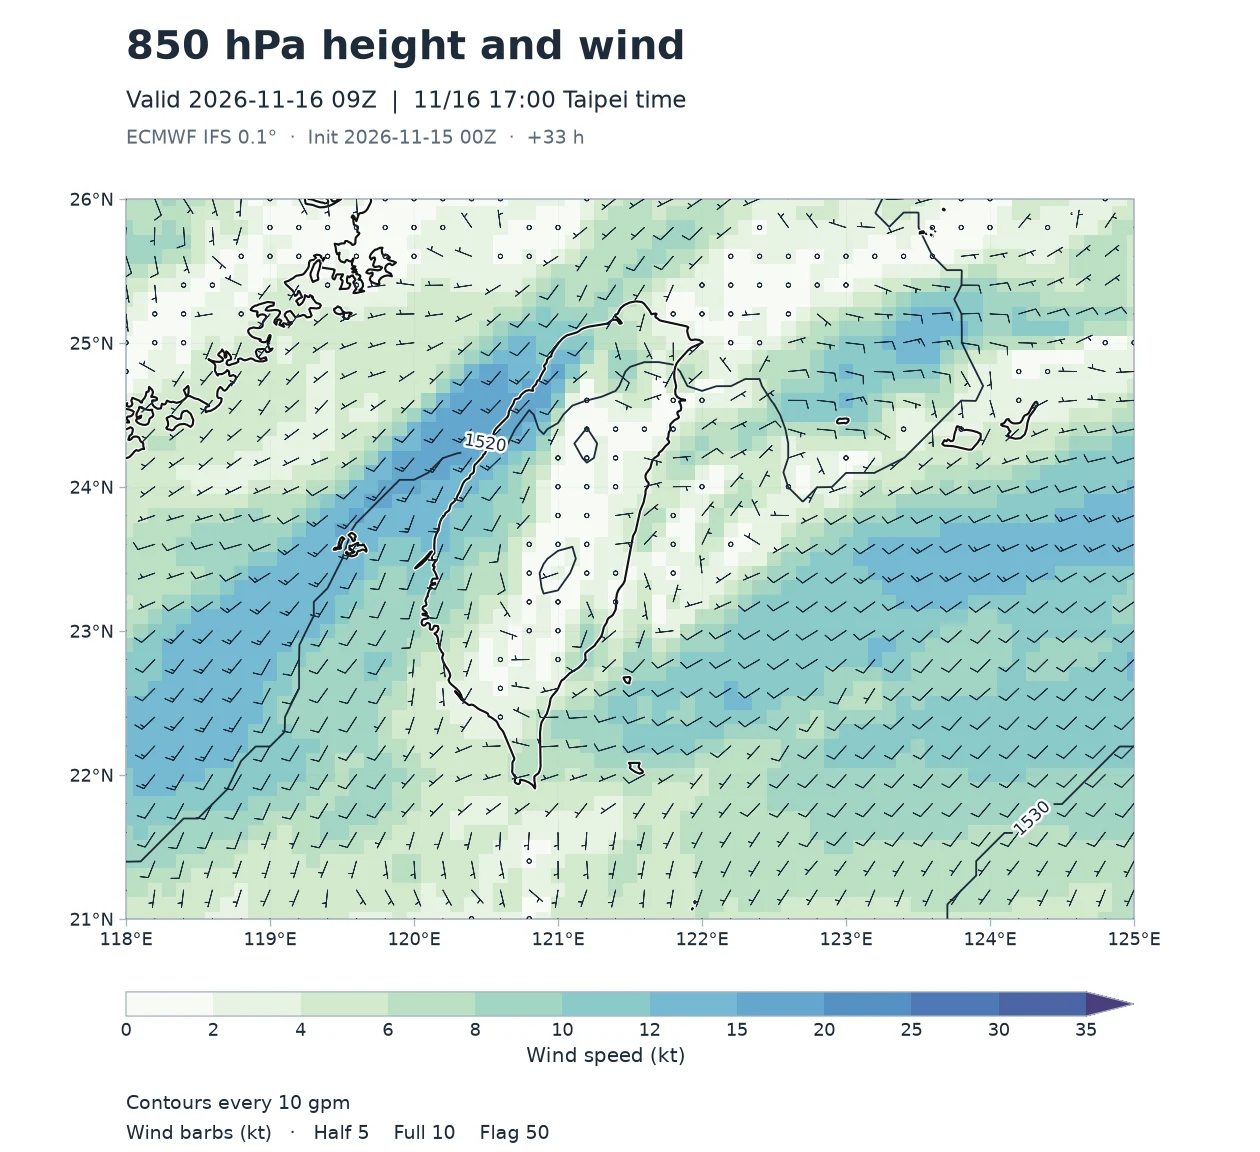 850 hPa height and wind
Valid 2026-11-16 09Z | 11/16 17:00 Taipei time
ECMWF IFS 0.1° · Init 2026-11-15 00Z · +33 h
26°N
25°N
24°N
23°N
22°N
21°N
1520
1530
118°E 119°E 120°E 121°E 122°E 123°E 124°E 125°E
0 2 4 6 8 10 12 15 20 25 30 35
Wind speed (kt)
Contours every 10 gpm
Wind barbs (kt) · Half 5 Full 10 Flag 50